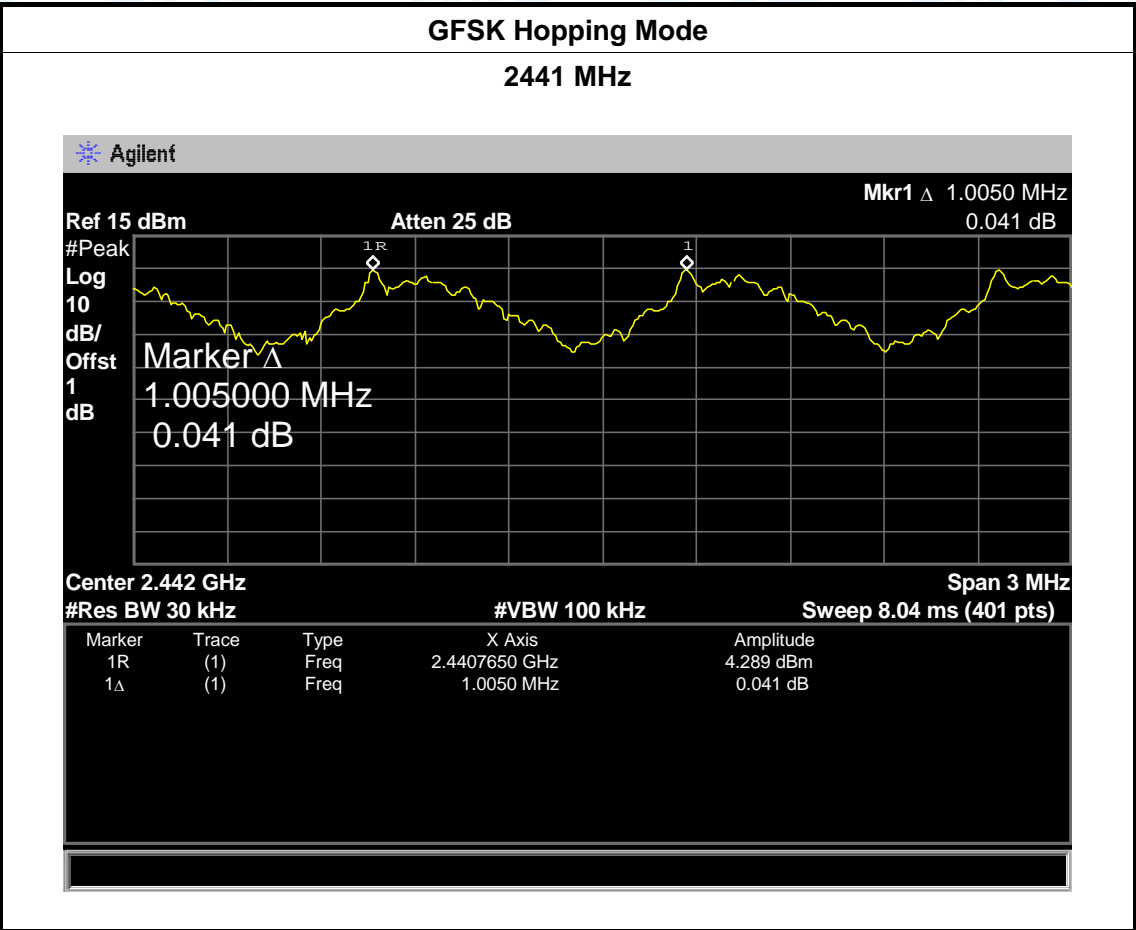 GFSK Hopping Mode
2441 MHz
Agilent
Mkr1 Δ 1.0050 MHz
Ref 15 dBm Atten 25 dB 0.041 dB
#Peak
1R 1
Log
10
dB/
Offst
1
dB
Marker Δ
1.005000 MHz
0.041 dB
Center 2.442 GHz Span 3 MHz
#Res BW 30 kHz #VBW 100 kHz Sweep 8.04 ms (401 pts)
Marker Trace Type X Axis Amplitude
1R (1) Freq 2.4407650 GHz 4.289 dBm
1Δ (1) Freq 1.0050 MHz 0.041 dB